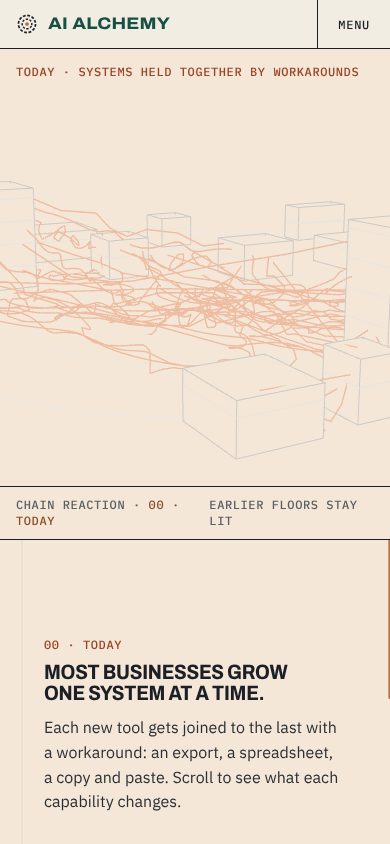 AI ALCHEMY
MENU
TODAY · SYSTEMS HELD TOGETHER BY WORKAROUNDS
CHAIN REACTION · 00 ·
TODAY
EARLIER FLOORS STAY
LIT
00 · TODAY
MOST BUSINESSES GROW
ONE SYSTEM AT A TIME.
Each new tool gets joined to the last with
a workaround: an export, a spreadsheet,
a copy and paste. Scroll to see what each
capability changes.